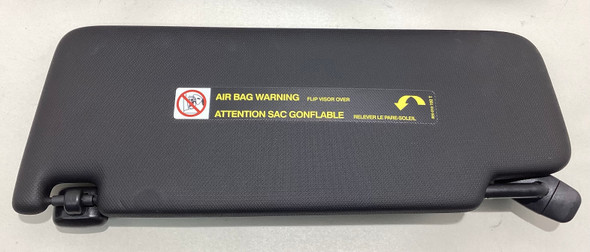 AIR BAG WARNING FLIP VISOR OVER
ATTENTION SAC GONFLABLE RELEVER LE PARE-SOLEIL